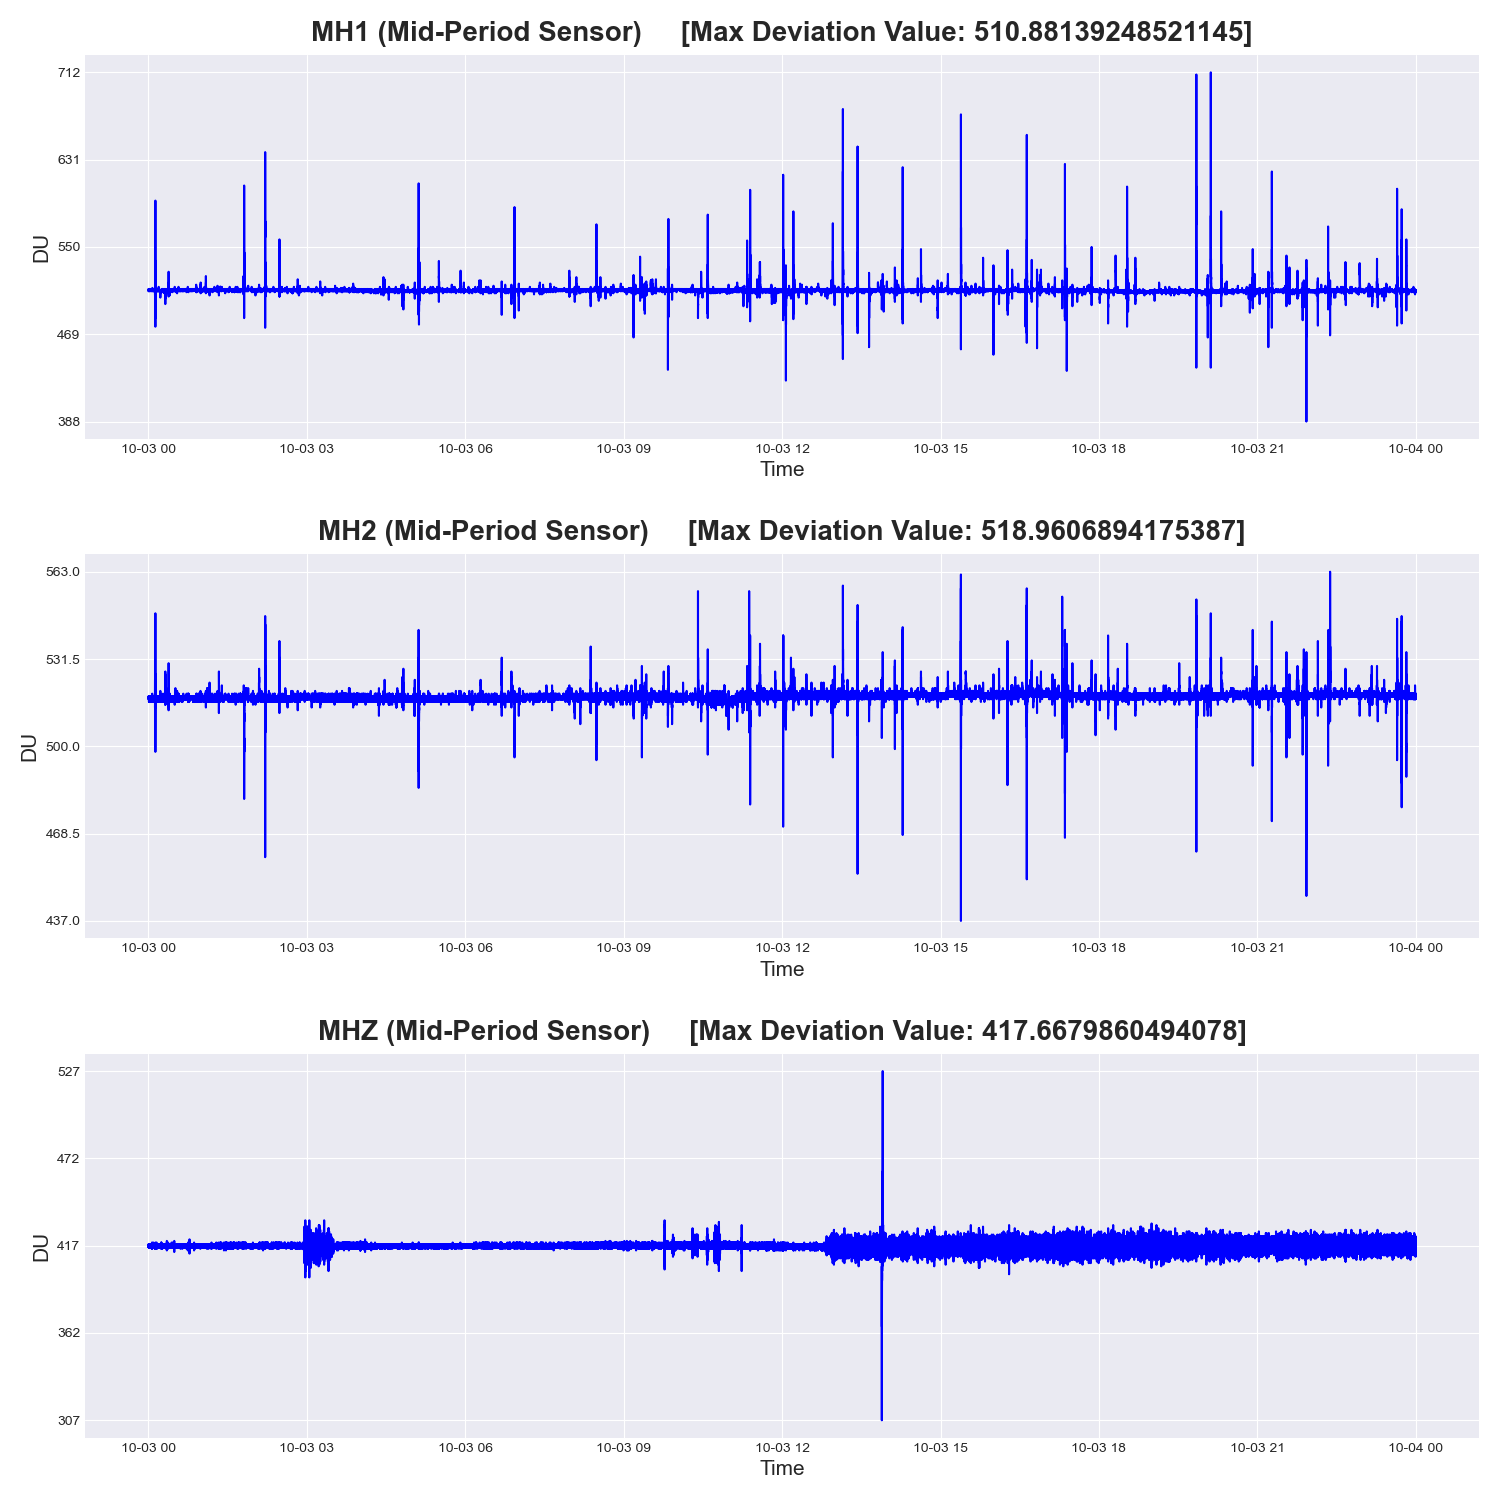 MH1 (Mid-Period Sensor) [Max Deviation Value: 510.88139248521145]
712
631
550
469
388
DU
10-03 00 10-03 03 10-03 06 10-03 09 10-03 12 10-03 15 10-03 18 10-03 21 10-04 00
Time
MH2 (Mid-Period Sensor) [Max Deviation Value: 518.9606894175387]
563.0
531.5
500.0
468.5
437.0
DU
10-03 00 10-03 03 10-03 06 10-03 09 10-03 12 10-03 15 10-03 18 10-03 21 10-04 00
Time
MHZ (Mid-Period Sensor) [Max Deviation Value: 417.6679860494078]
527
472
417
362
307
DU
10-03 00 10-03 03 10-03 06 10-03 09 10-03 12 10-03 15 10-03 18 10-03 21 10-04 00
Time